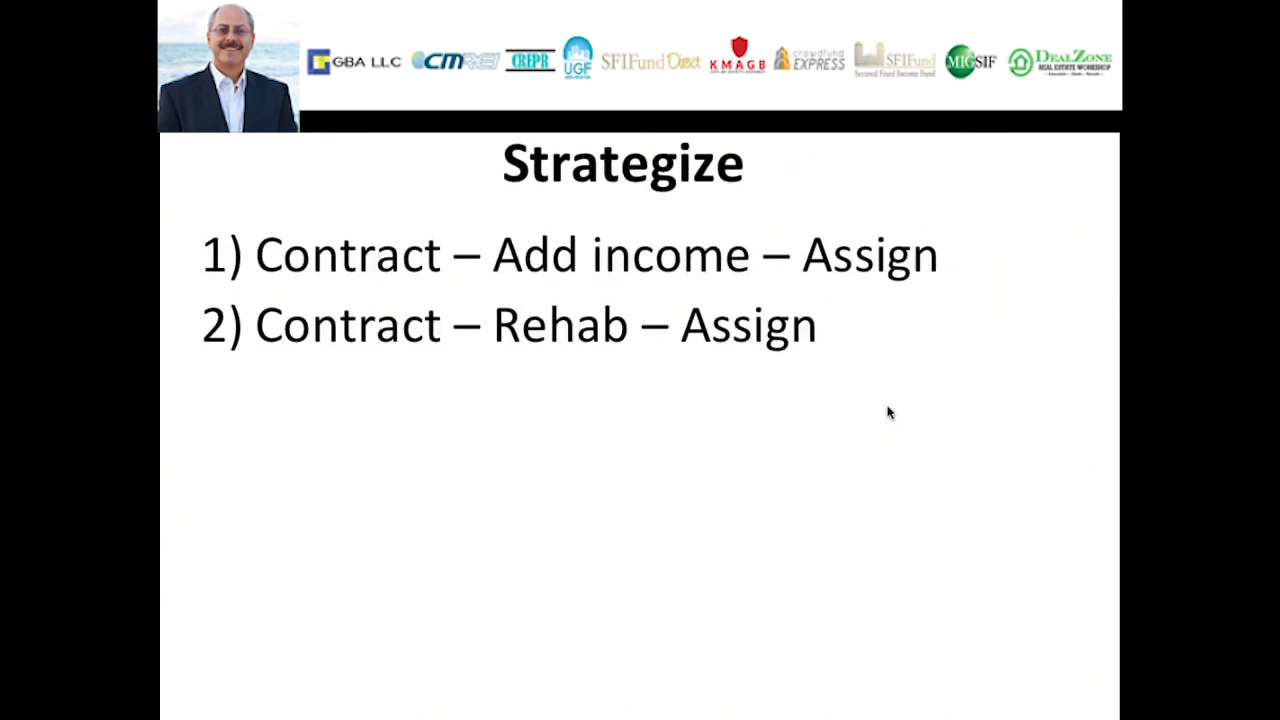 GBA LLC CMREI CREPR UGF SFIFund Direct KMAGB crowdfund EXPRESS SFIFund Secured Fixed Income Fund MIGSIF DEALZONE REAL ESTATE WORKSHOP
Strategize
1) Contract – Add income – Assign
2) Contract – Rehab – Assign